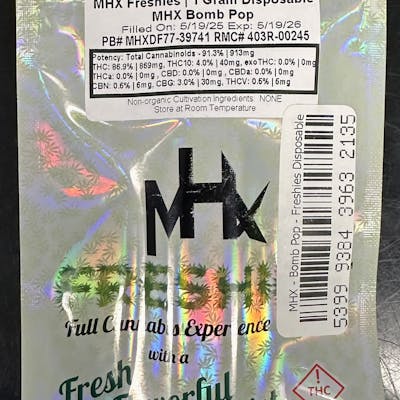 MHX Freshies | 1 Gram Disposable
MHX Bomb Pop
Filled On: 5/19/25 Exp: 5/19/26
PB# MHXDF77-39741 RMC# 403R-00245
Potency: Total Cannabinoids - 91.3% | 913mg
THC: 86.9% | 869mg, THC10: 4.0% | 40mg, exoTHC: 0.0% | 0mg
THCa: 0.0% | 0mg , CBD: 0.0% | 0mg, CBDa: 0.0% | 0mg
CBN: 0.6% | 6mg, CBG: 3.0% | 30mg, THCV: 0.6% | 6mg
Non-organic Cultivation Ingredients: NONE
Store at Room Temperature
MHX - Bomb Pop - Freshies Disposable
5399 9384 3963 2135
MHX
FRESHI
Full Cannabis Experience
with a
Fresh
THC